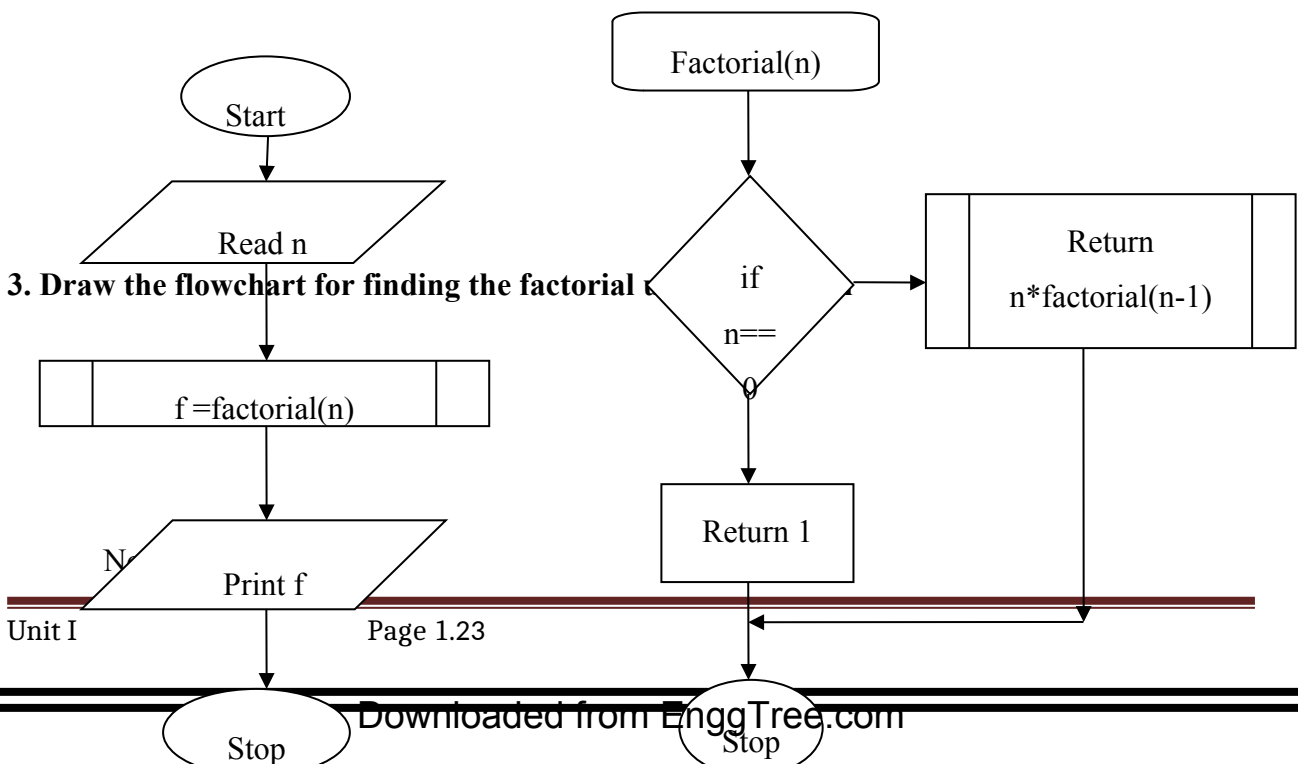 Factorial(n)
Start
Read n
Return
n*factorial(n-1)
3. Draw the flowchart for finding the factorial
if
n==
0
f =factorial(n)
Return 1
Print f
Unit I
Page 1.23
Downloaded from EnggTree.com
Stop
Stop